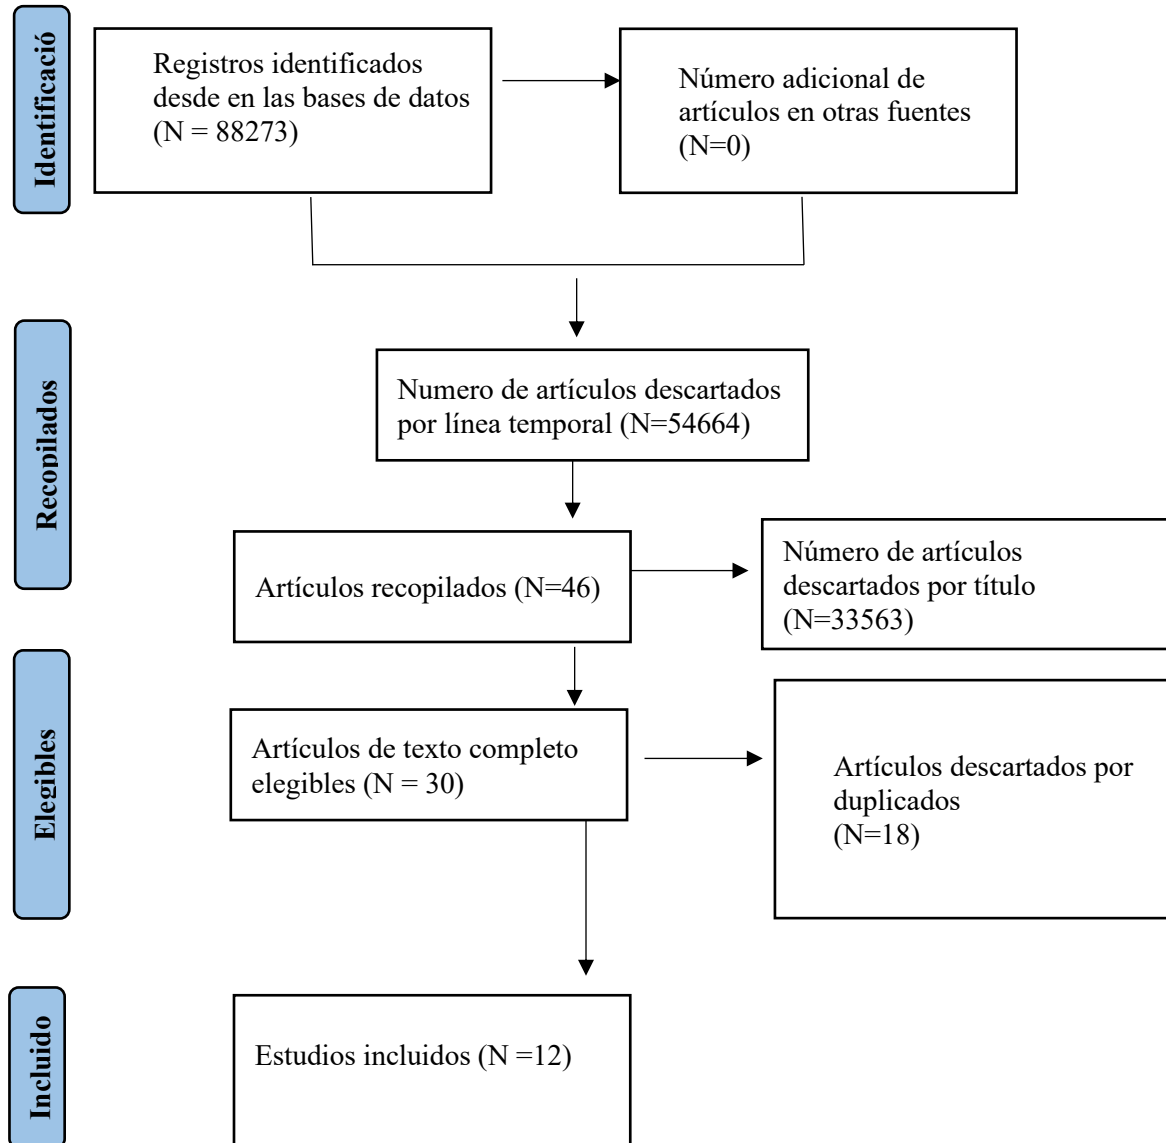 Identificació
Registros identificados
desde en las bases de datos
(N = 88273)
Número adicional de
artículos en otras fuentes
(N=0)
Recopilados
Numero de artículos descartados
por línea temporal (N=54664)
Artículos recopilados (N=46)
Número de artículos
descartados por título
(N=33563)
Elegibles
Artículos de texto completo
elegibles (N = 30)
Artículos descartados por
duplicados
(N=18)
Incluido
Estudios incluidos (N =12)